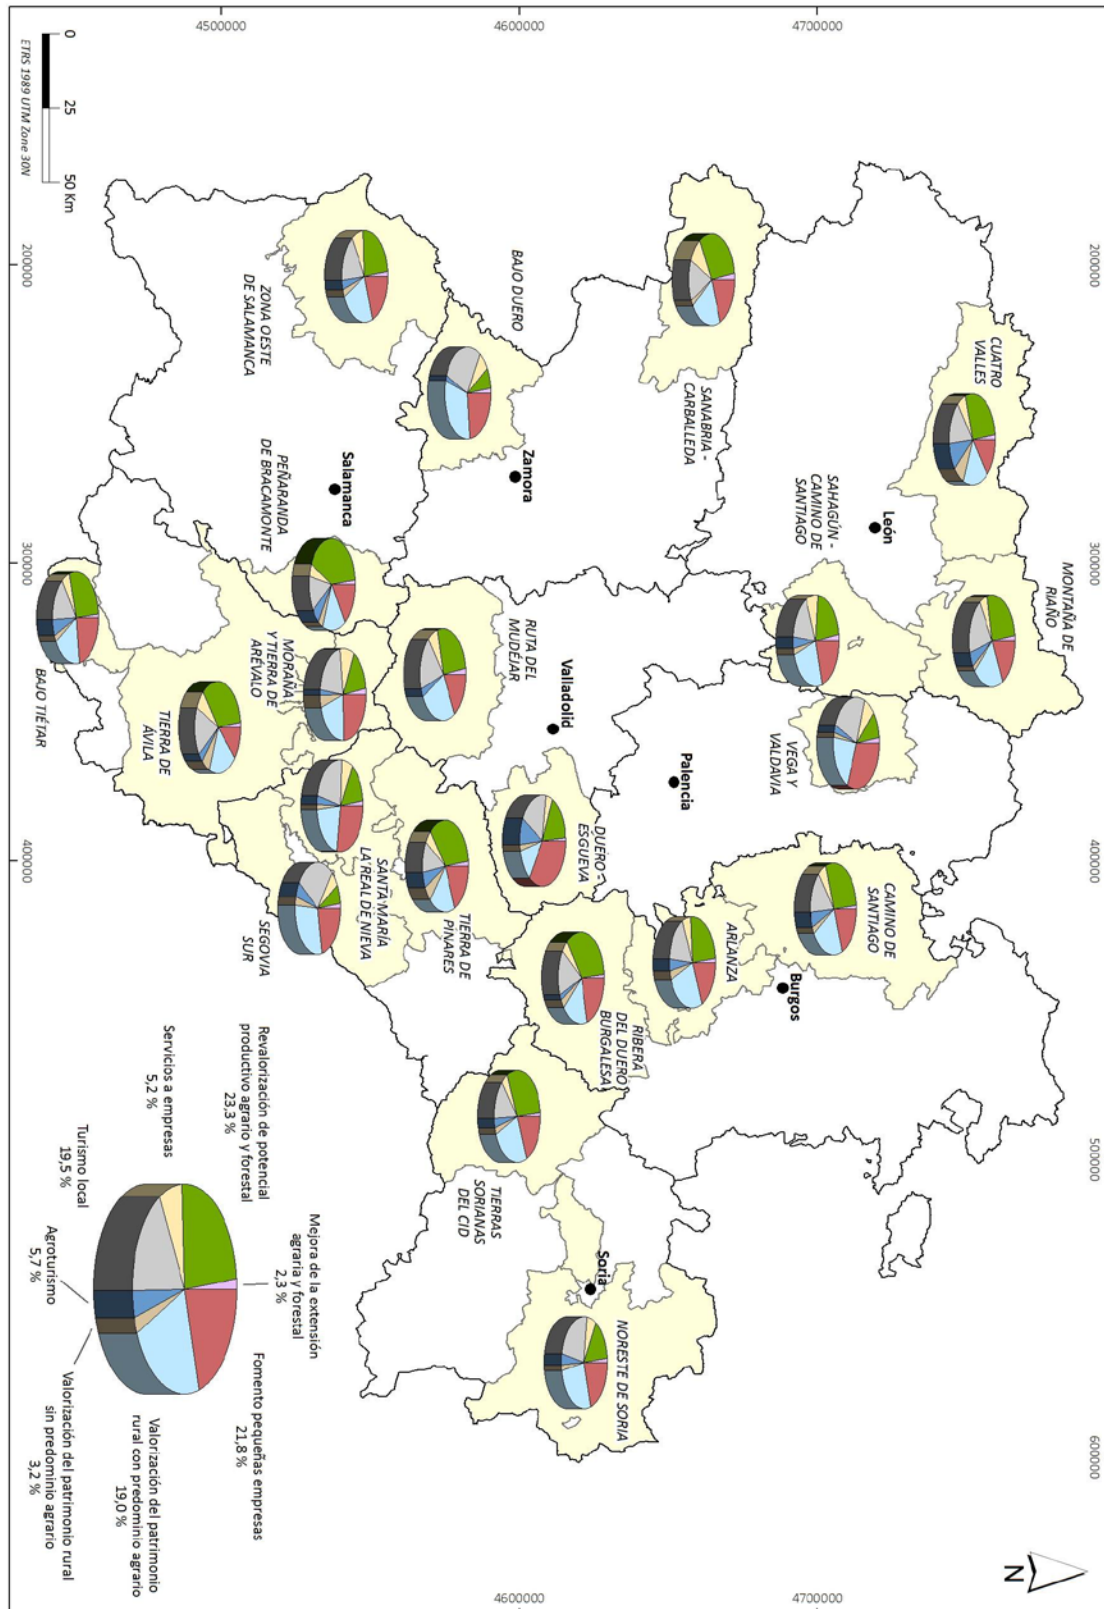 200000
300000
400000
500000
600000
4700000
4700000
4600000
4600000
4500000
N
CUATRO
VALLES
MONTAÑA DE
RIAÑO
León
SAHAGÚN -
CAMINO DE
SANTIAGO
VEGA Y
VALDAVIA
CAMINO DE
SANTIAGO
Burgos
SANABRIA -
CARBALLEDA
Palencia
ARLANZA
NORESTE DE SORIA
Soria
BAJO DUERO
Zamora
Valladolid
DUERO -
ESGUEVA
RIBERA
DEL DUERO
BURGALESA
RUTA DEL
MUDÉJAR
TIERRAS
SORIANAS
DEL CID
TIERRA DE
PINARES
Salamanca
ZONA OESTE
DE SALAMANCA
PEÑARANDA
DE BRACAMONTE
MORAÑA
Y TIERRA DE
ARÉVALO
SANTA MARÍA
LA REAL DE NIEVA
SEGOVIA
SUR
TIERRA DE
ÁVILA
BAJO TIÉTAR
Mejora de la extensión
agraria y forestal
2,3 %
Revalorización de potencial
productivo agrario y forestal
23,3 %
Fomento pequeñas empresas
21,8 %
Servicios a empresas
5,2 %
Turismo local
19,5 %
Valorización del patrimonio
rural con predominio agrario
19,0 %
Agroturismo
5,7 %
Valorización del patrimonio rural
sin predominio agrario
3,2 %
0
25
50 Km
ETRS 1989 UTM Zone 30N
200000
300000
400000